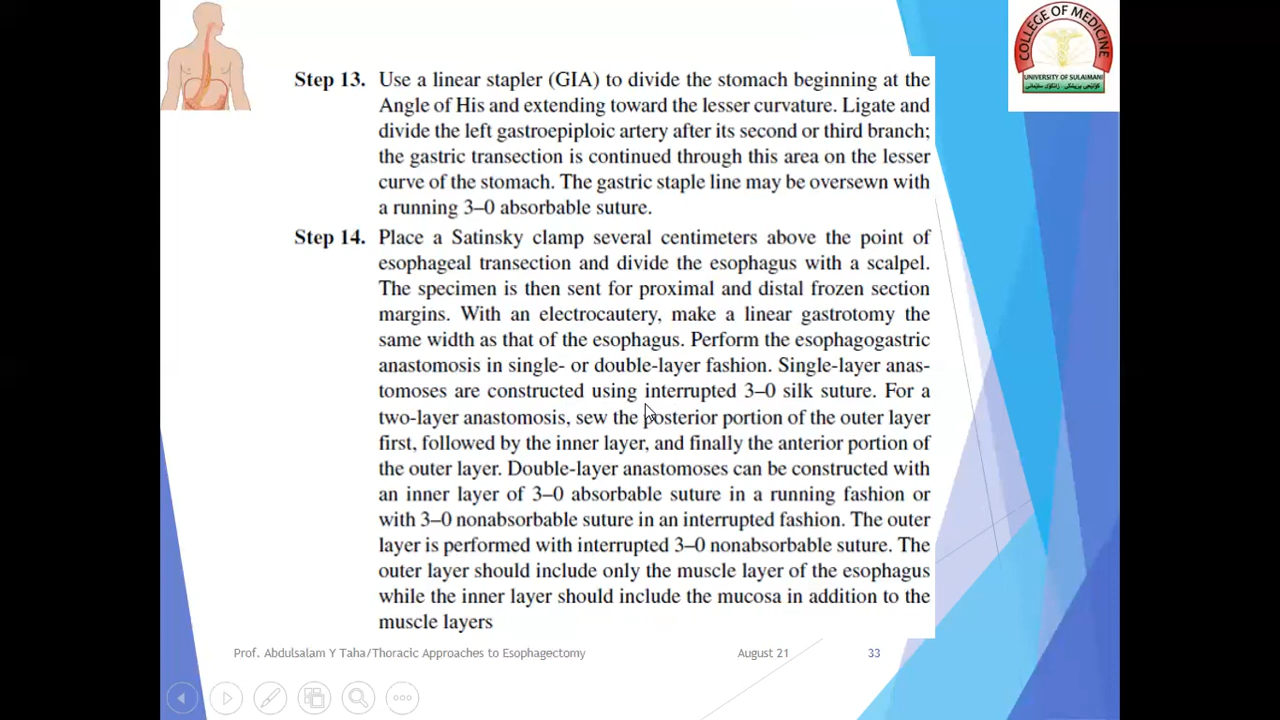 COLLEGE OF MEDICINE
UNIVERSITY OF SULAIMANI
Step 13. Use a linear stapler (GIA) to divide the stomach beginning at the
Angle of His and extending toward the lesser curvature. Ligate and
divide the left gastroepiploic artery after its second or third branch;
the gastric transection is continued through this area on the lesser
curve of the stomach. The gastric staple line may be oversewn with
a running 3–0 absorbable suture.
Step 14. Place a Satinsky clamp several centimeters above the point of
esophageal transection and divide the esophagus with a scalpel.
The specimen is then sent for proximal and distal frozen section
margins. With an electrocautery, make a linear gastrotomy the
same width as that of the esophagus. Perform the esophagogastric
anastomosis in single- or double-layer fashion. Single-layer anas-
tomoses are constructed using interrupted 3–0 silk suture. For a
two-layer anastomosis, sew the posterior portion of the outer layer
first, followed by the inner layer, and finally the anterior portion of
the outer layer. Double-layer anastomoses can be constructed with
an inner layer of 3–0 absorbable suture in a running fashion or
with 3–0 nonabsorbable suture in an interrupted fashion. The outer
layer is performed with interrupted 3–0 nonabsorbable suture. The
outer layer should include only the muscle layer of the esophagus
while the inner layer should include the mucosa in addition to the
muscle layers
Prof. Abdulsalam Y Taha/Thoracic Approaches to Esophagectomy
August 21
33